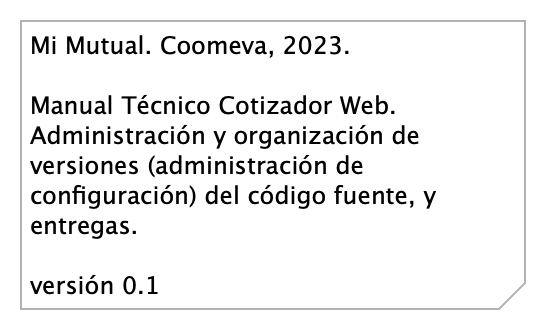 Mi Mutual. Coomeva, 2023.
Manual Técnico Cotizador Web.
Administración y organización de
versiones (administración de
configuración) del código fuente, y
entregas.
versión 0.1